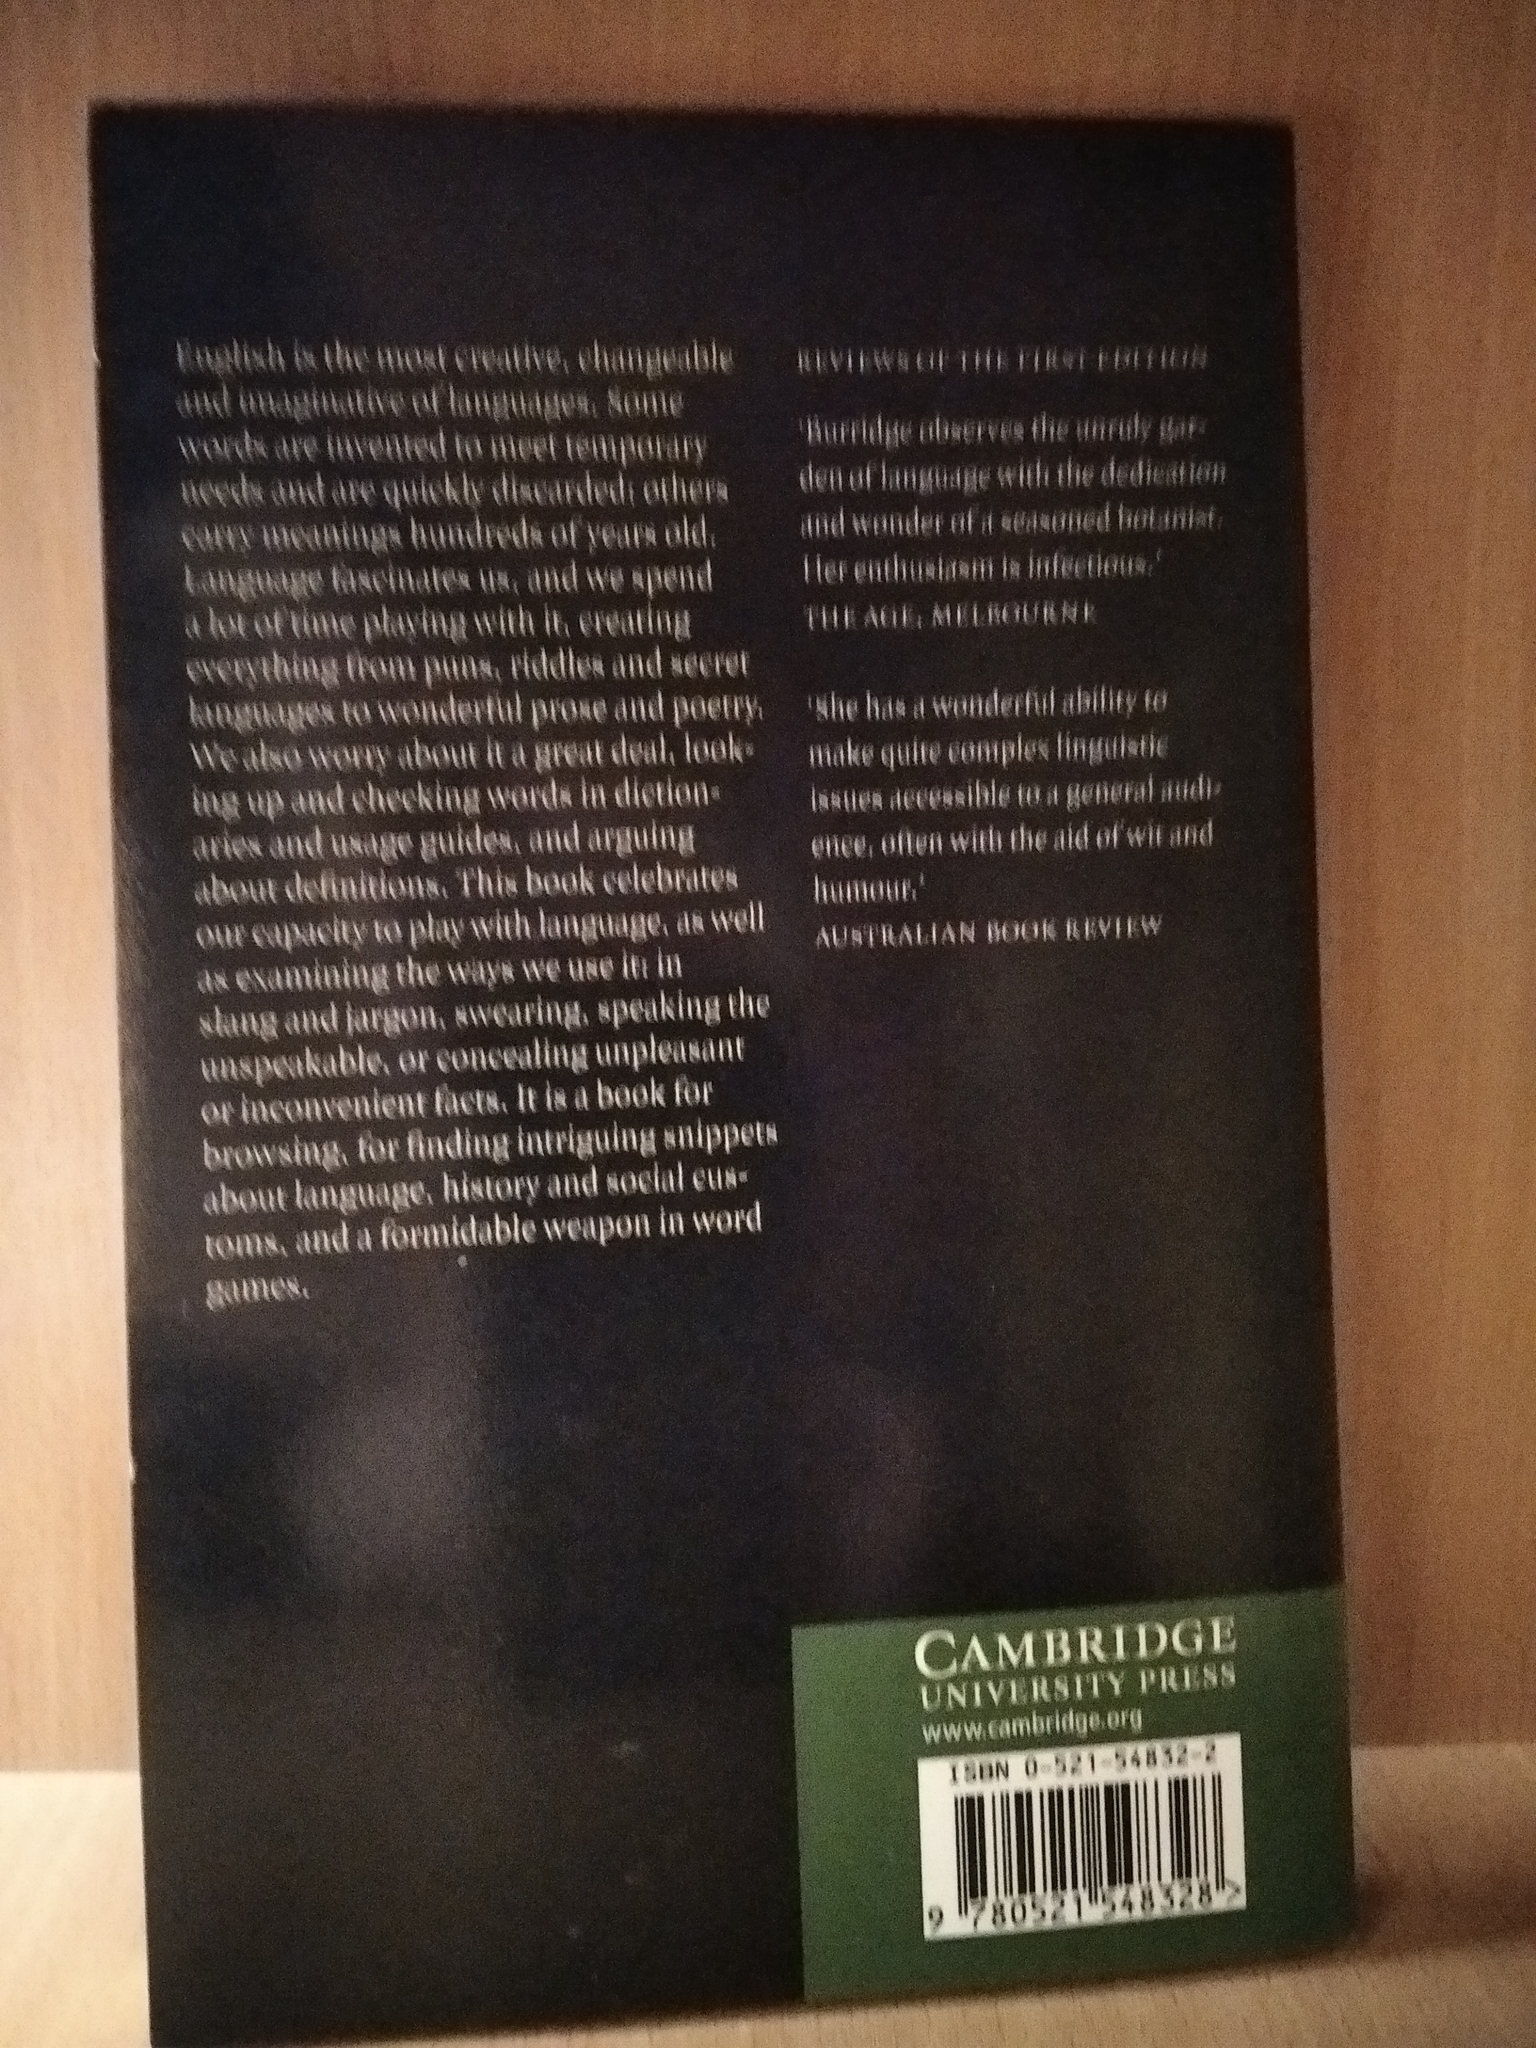 English is the most creative, changeable
and imaginative of languages. Some
words are invented to meet temporary
needs and are quickly discarded; others
carry meanings hundreds of years old.
Language fascinates us, and we spend
a lot of time playing with it, creating
everything from puns, riddles and secret
languages to wonderful prose and poetry.
We also worry about it a great deal, look-
ing up and checking words in diction-
aries and usage guides, and arguing
about definitions. This book celebrates
our capacity to play with language, as well
as examining the ways we use it: in
slang and jargon, swearing, speaking the
unspeakable, or concealing unpleasant
or inconvenient facts. It is a book for
browsing, for finding intriguing snippets
about language, history and social cus-
toms, and a formidable weapon in word
games.
REVIEWS OF THE FIRST EDITION
'Burridge observes the unruly gar-
den of language with the dedication
and wonder of a seasoned botanist.
Her enthusiasm is infectious.'
THE AGE, MELBOURNE
'She has a wonderful ability to
make quite complex linguistic
issues accessible to a general audi-
ence, often with the aid of wit and
humour.'
AUSTRALIAN BOOK REVIEW
CAMBRIDGE
UNIVERSITY PRESS
www.cambridge.org
ISBN 0-521-54832-2
9 780521 548328 >